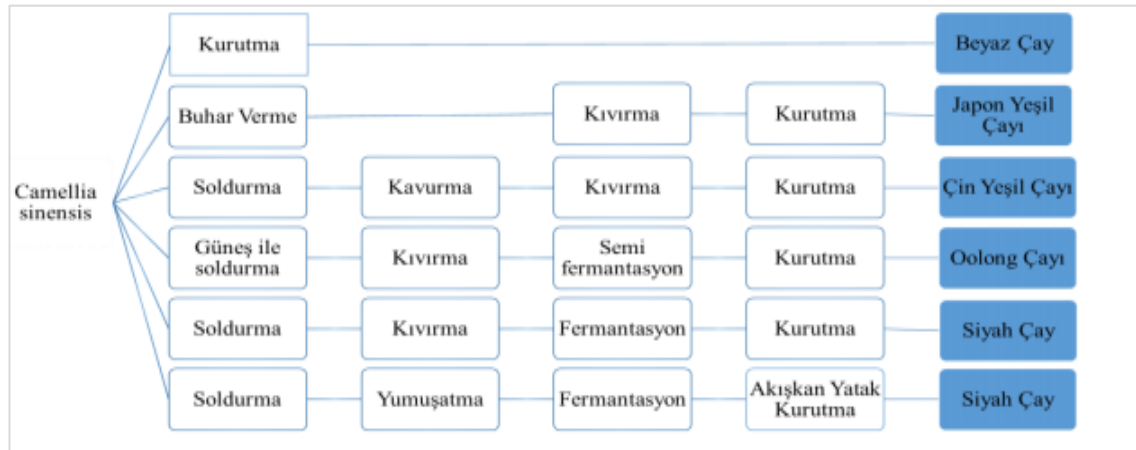 Camellia
sinensis
Kurutma
Beyaz Çay
Buhar Verme
Kıvırma
Kurutma
Japon Yeşil
Çayı
Soldurma
Kavurma
Kıvırma
Kurutma
Çin Yeşil Çayı
Güneş ile
soldurma
Kıvırma
Semi
fermantasyon
Kurutma
Oolong Çayı
Soldurma
Kıvırma
Fermantasyon
Kurutma
Siyah Çay
Soldurma
Yumuşatma
Fermantasyon
Akışkan Yatak
Kurutma
Siyah Çay